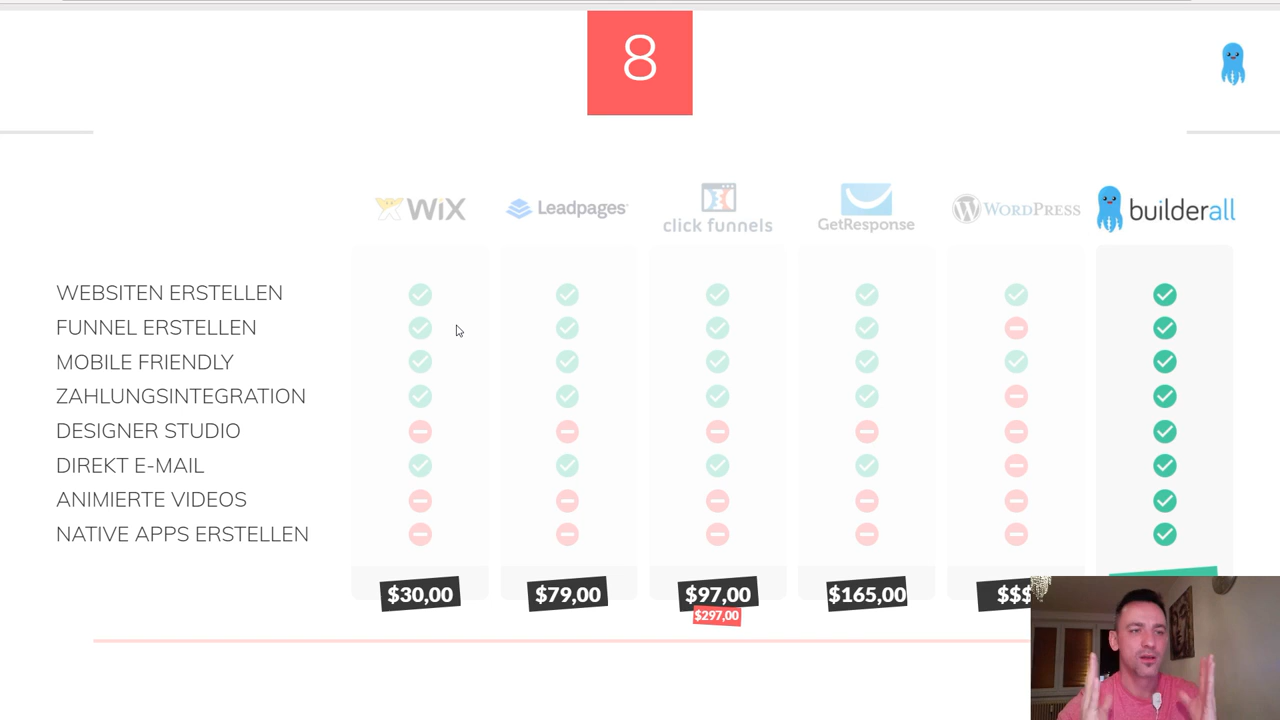 8
WiX
Leadpages
click funnels
GetResponse
WORDPRESS
builderall
WEBSITEN ERSTELLEN
FUNNEL ERSTELLEN
MOBILE FRIENDLY
ZAHLUNGSINTEGRATION
DESIGNER STUDIO
DIREKT E-MAIL
ANIMIERTE VIDEOS
NATIVE APPS ERSTELLEN
$30,00
$79,00
$97,00
$165,00
$$$
$297,00